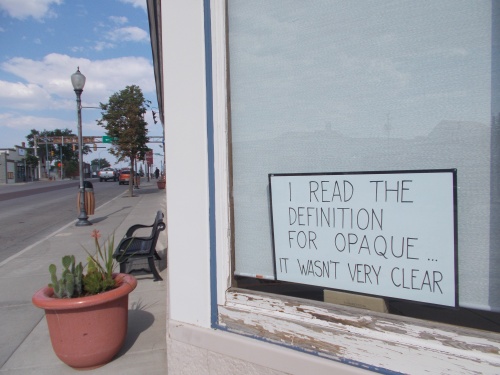 I READ THE
DEFINITION
FOR OPAQUE...
IT WASN'T VERY CLEAR